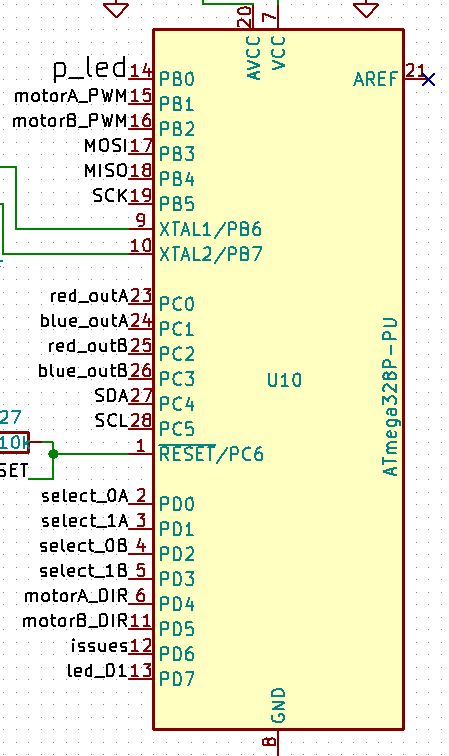 20 7
AVCC VCC
p_led 14 PB0 AREF 21
motorA_PWM 15 PB1
motorB_PWM 16 PB2
MOSI 17 PB3
MISO 18 PB4
SCK 19 PB5
9 XTAL1/PB6
10 XTAL2/PB7
red_outA 23 PC0
blue_outA 24 PC1
red_outB 25 PC2
blue_outB 26 PC3
U10
ATmega328P-PU
SDA 27 PC4
SCL 28 PC5
27
10k
1 RESET/PC6
SET
select_0A 2 PD0
select_1A 3 PD1
select_0B 4 PD2
select_1B 5 PD3
motorA_DIR 6 PD4
motorB_DIR 11 PD5
issues 12 PD6
led_D1 13 PD7
GND
8